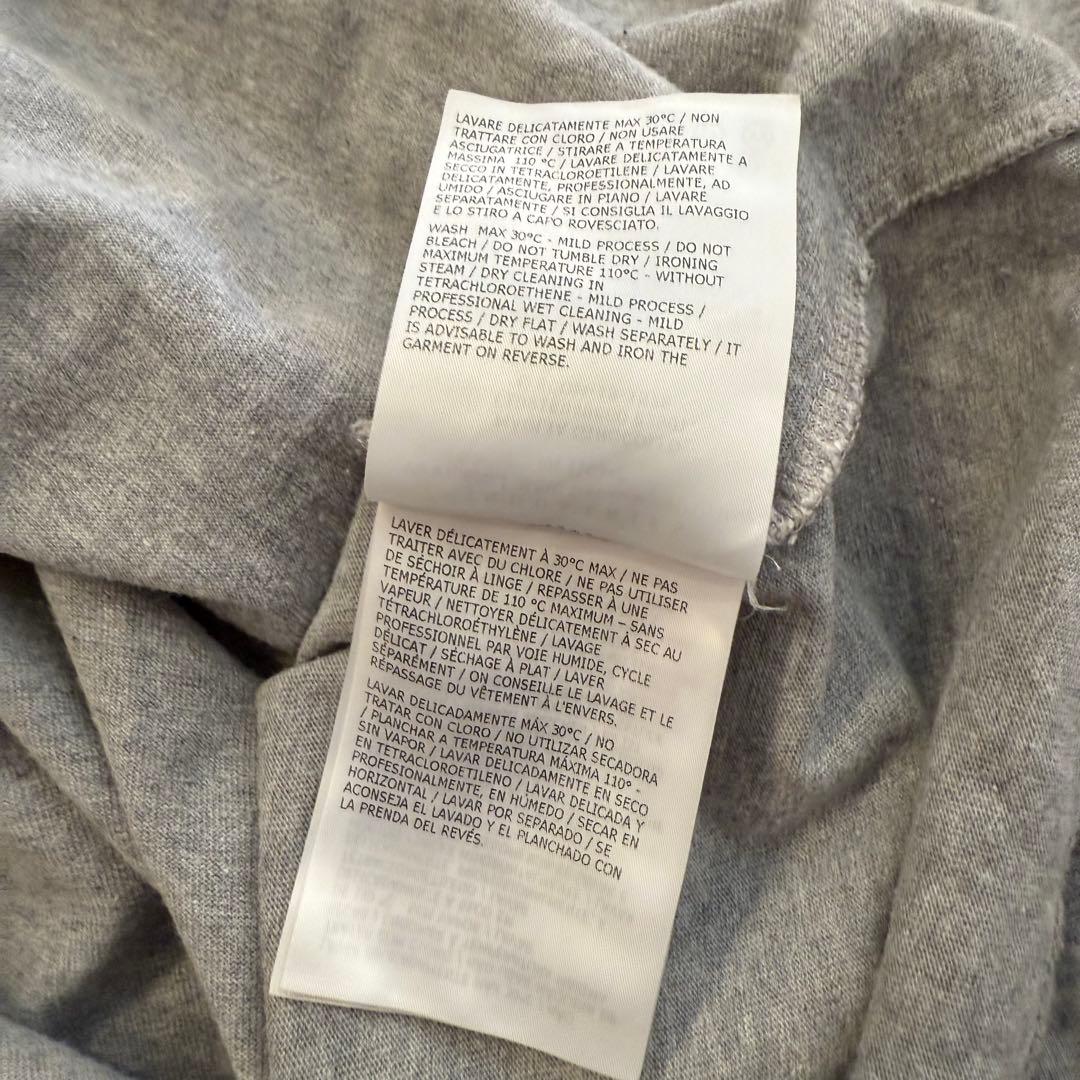 LAVARE DELICATAMENTE MAX 30°C / NON
TRATTARE CON CLORO / NON USARE
ASCIUGATRICE / STIRARE A TEMPERATURA
MASSIMA 110 °C / LAVARE DELICATAMENTE A
SECCO IN TETRACLOROETILENE / LAVARE
DELICATAMENTE, PROFESSIONALMENTE, AD
UMIDO / ASCIUGARE IN PIANO / LAVARE
SEPARATAMENTE / SI CONSIGLIA IL LAVAGGIO
E LO STIRO A CAPO ROVESCIATO.
WASH MAX 30°C - MILD PROCESS / DO NOT
BLEACH / DO NOT TUMBLE DRY / IRONING
MAXIMUM TEMPERATURE 110°C - WITHOUT
STEAM / DRY CLEANING IN
TETRACHLOROETHENE - MILD PROCESS /
PROFESSIONAL WET CLEANING - MILD
PROCESS / DRY FLAT / WASH SEPARATELY / IT
IS ADVISABLE TO WASH AND IRON THE
GARMENT ON REVERSE.
LAVER DÉLICATEMENT À 30°C MAX / NE PAS
TRAITER AVEC DU CHLORE / NE PAS UTILISER
DE SÉCHOIR À LINGE / REPASSER À UNE
TEMPÉRATURE DE 110 °C MAXIMUM – SANS
VAPEUR / NETTOYER DÉLICATEMENT À SEC AU
TÉTRACHLOROÉTHYLÈNE / LAVAGE
PROFESSIONNEL PAR VOIE HUMIDE, CYCLE
DÉLICAT / SÉCHAGE À PLAT / LAVER
SÉPARÉMENT / ON CONSEILLE LE LAVAGE ET LE
RÉPASSAGE DU VÊTEMENT À L'ENVERS.
LAVAR DELICADAMENTE MÁX 30°C / NO
TRATAR CON CLORO / NO UTILIZAR SECADORA
/ PLANCHAR A TEMPERATURA MÁXIMA 110° -
SIN VAPOR / LAVAR DELICADAMENTE EN SECO
EN TETRACLOROETILENO / LAVAR DELICADA Y
PROFESIONALMENTE, EN HÚMEDO / SECAR EN
HORIZONTAL / LAVAR POR SEPARADO / SE
ACONSEJA EL LAVADO Y EL PLANCHADO CON
LA PRENDA DEL REVÉS.